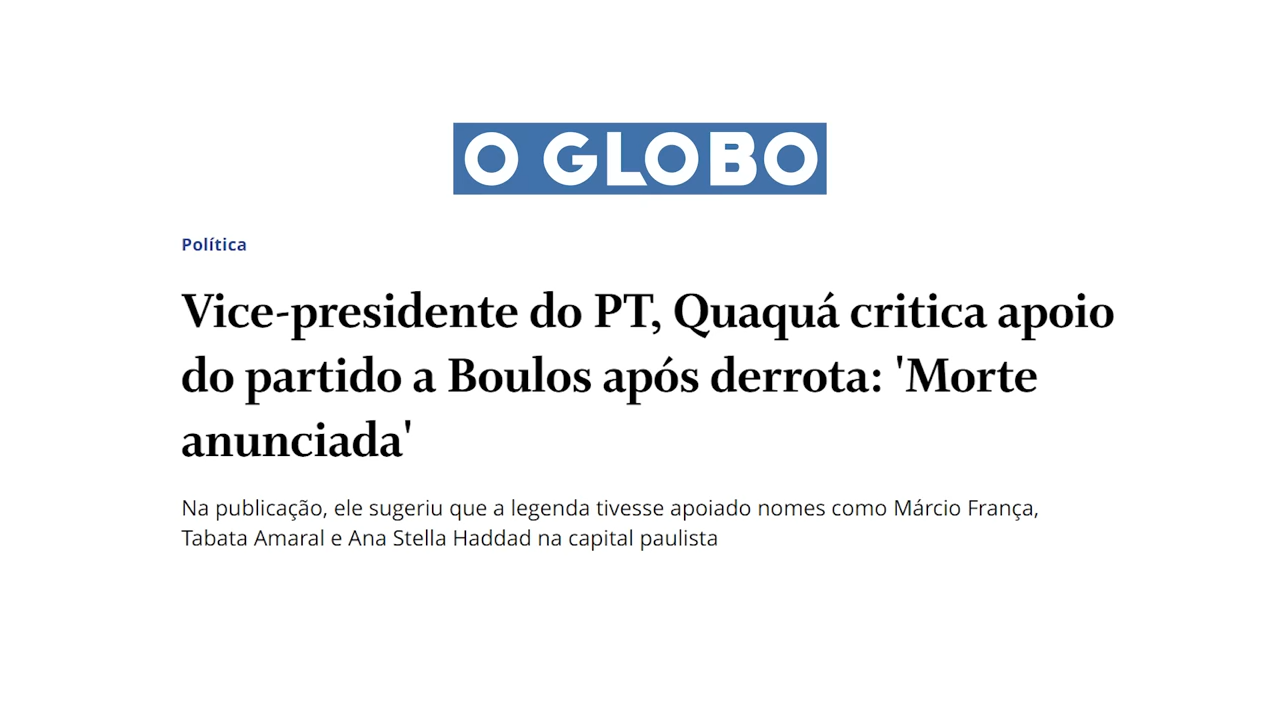 O GLOBO
Política
Vice-presidente do PT, Quaquá critica apoio
do partido a Boulos após derrota: 'Morte
anunciada'
Na publicação, ele sugeriu que a legenda tivesse apoiado nomes como Márcio França,
Tabata Amaral e Ana Stella Haddad na capital paulista